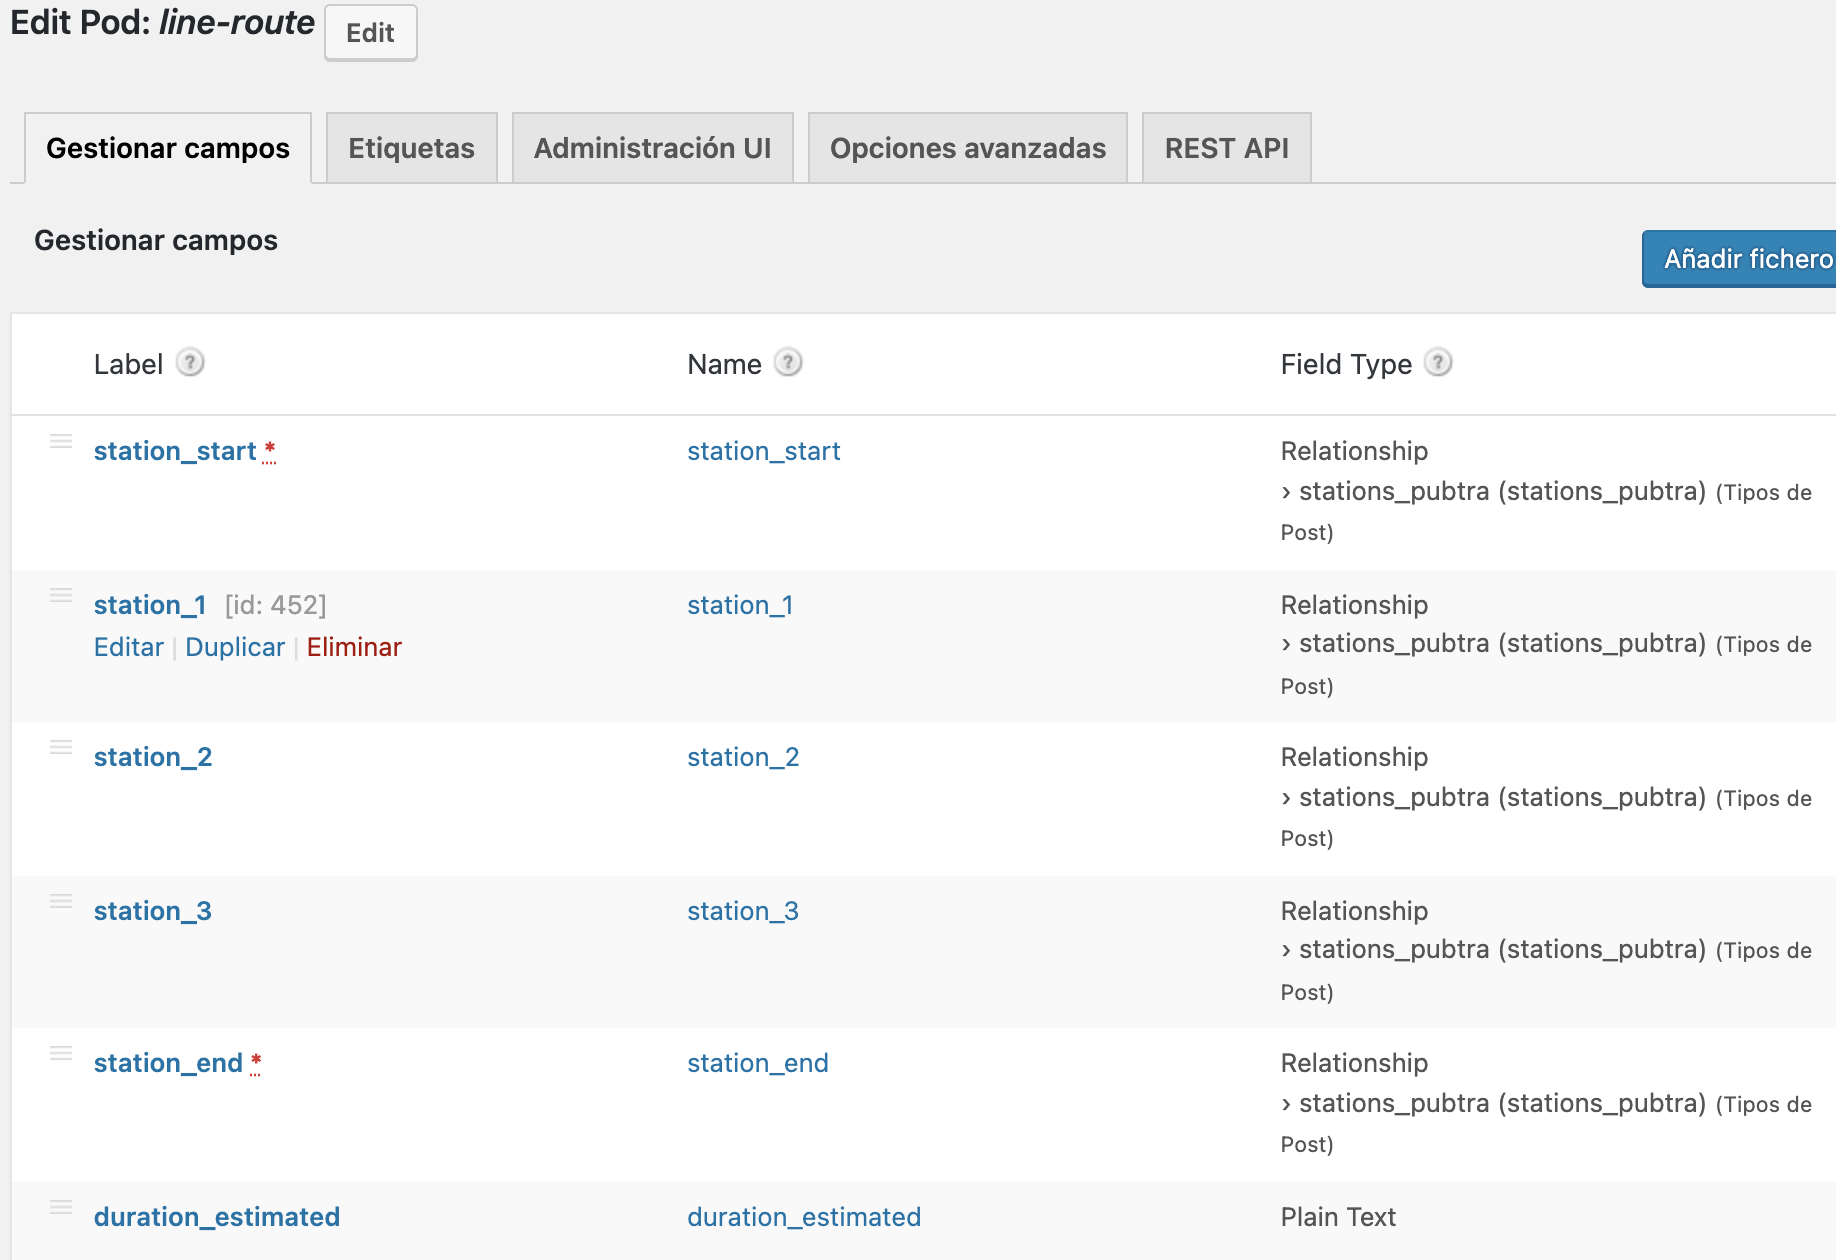 Edit Pod: line-route Edit
Gestionar campos Etiquetas Administración UI Opciones avanzadas REST API
Gestionar campos
Añadir fichero
Label ? Name ? Field Type ?
station_start * station_start Relationship
› stations_pubtra (stations_pubtra) (Tipos de
Post)
station_1 [id: 452] station_1 Relationship
Editar | Duplicar | Eliminar › stations_pubtra (stations_pubtra) (Tipos de
Post)
station_2 station_2 Relationship
› stations_pubtra (stations_pubtra) (Tipos de
Post)
station_3 station_3 Relationship
› stations_pubtra (stations_pubtra) (Tipos de
Post)
station_end * station_end Relationship
› stations_pubtra (stations_pubtra) (Tipos de
Post)
duration_estimated duration_estimated Plain Text